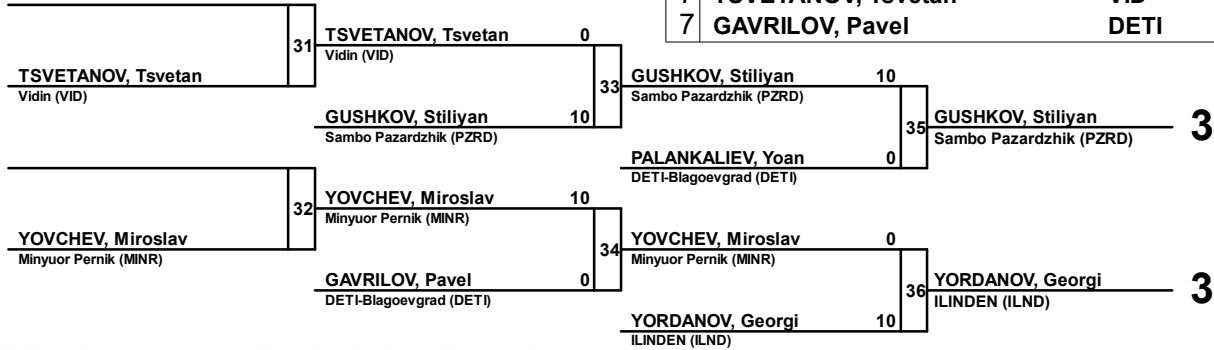 7 TSVETANOV, Tsvetan VID
7 GAVRILOV, Pavel DETI
31 TSVETANOV, Tsvetan 0
Vidin (VID)
TSVETANOV, Tsvetan
Vidin (VID)
33 GUSHKOV, Stiliyan 10
Sambo Pazardzhik (PZRD)
GUSHKOV, Stiliyan 10
Sambo Pazardzhik (PZRD)
35 GUSHKOV, Stiliyan 3
Sambo Pazardzhik (PZRD)
PALANKALIEV, Yoan 0
DETI-Blagoevgrad (DETI)
32 YOVCHEV, Miroslav 10
Minyuor Pernik (MINR)
YOVCHEV, Miroslav
Minyuor Pernik (MINR)
34 YOVCHEV, Miroslav 0
Minyuor Pernik (MINR)
GAVRILOV, Pavel 0
DETI-Blagoevgrad (DETI)
36 YORDANOV, Georgi 3
ILINDEN (ILND)
YORDANOV, Georgi 10
ILINDEN (ILND)